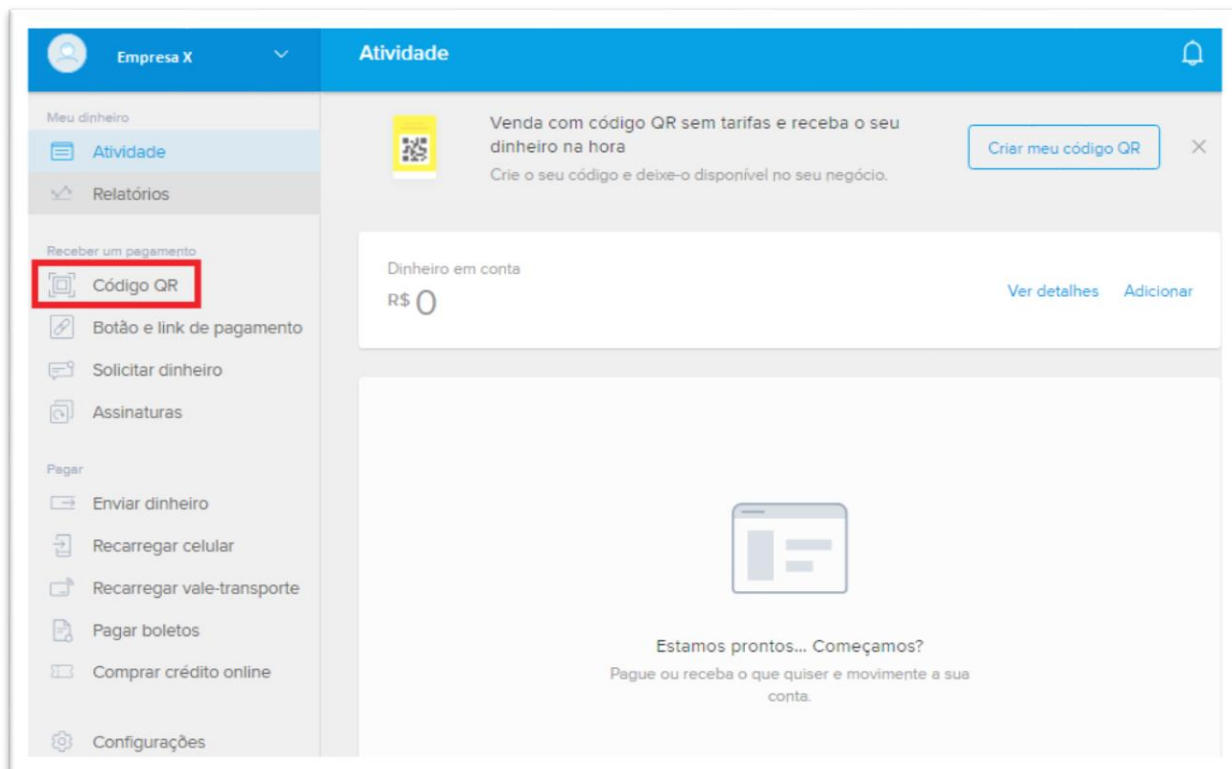 Empresa X
Atividade
Meu dinheiro
Atividade
Relatórios
Receber um pagamento
Código QR
Botão e link de pagamento
Solicitar dinheiro
Assinaturas
Pagar
Enviar dinheiro
Recarregar celular
Recarregar vale-transporte
Pagar boletos
Comprar crédito online
Configurações
Venda com código QR sem tarifas e receba o seu
dinheiro na hora
Crie o seu código e deixe-o disponível no seu negócio.
Criar meu código QR
Dinheiro em conta
R$ 0
Ver detalhes
Adicionar
Estamos prontos... Começamos?
Pague ou receba o que quiser e movimente a sua
conta.